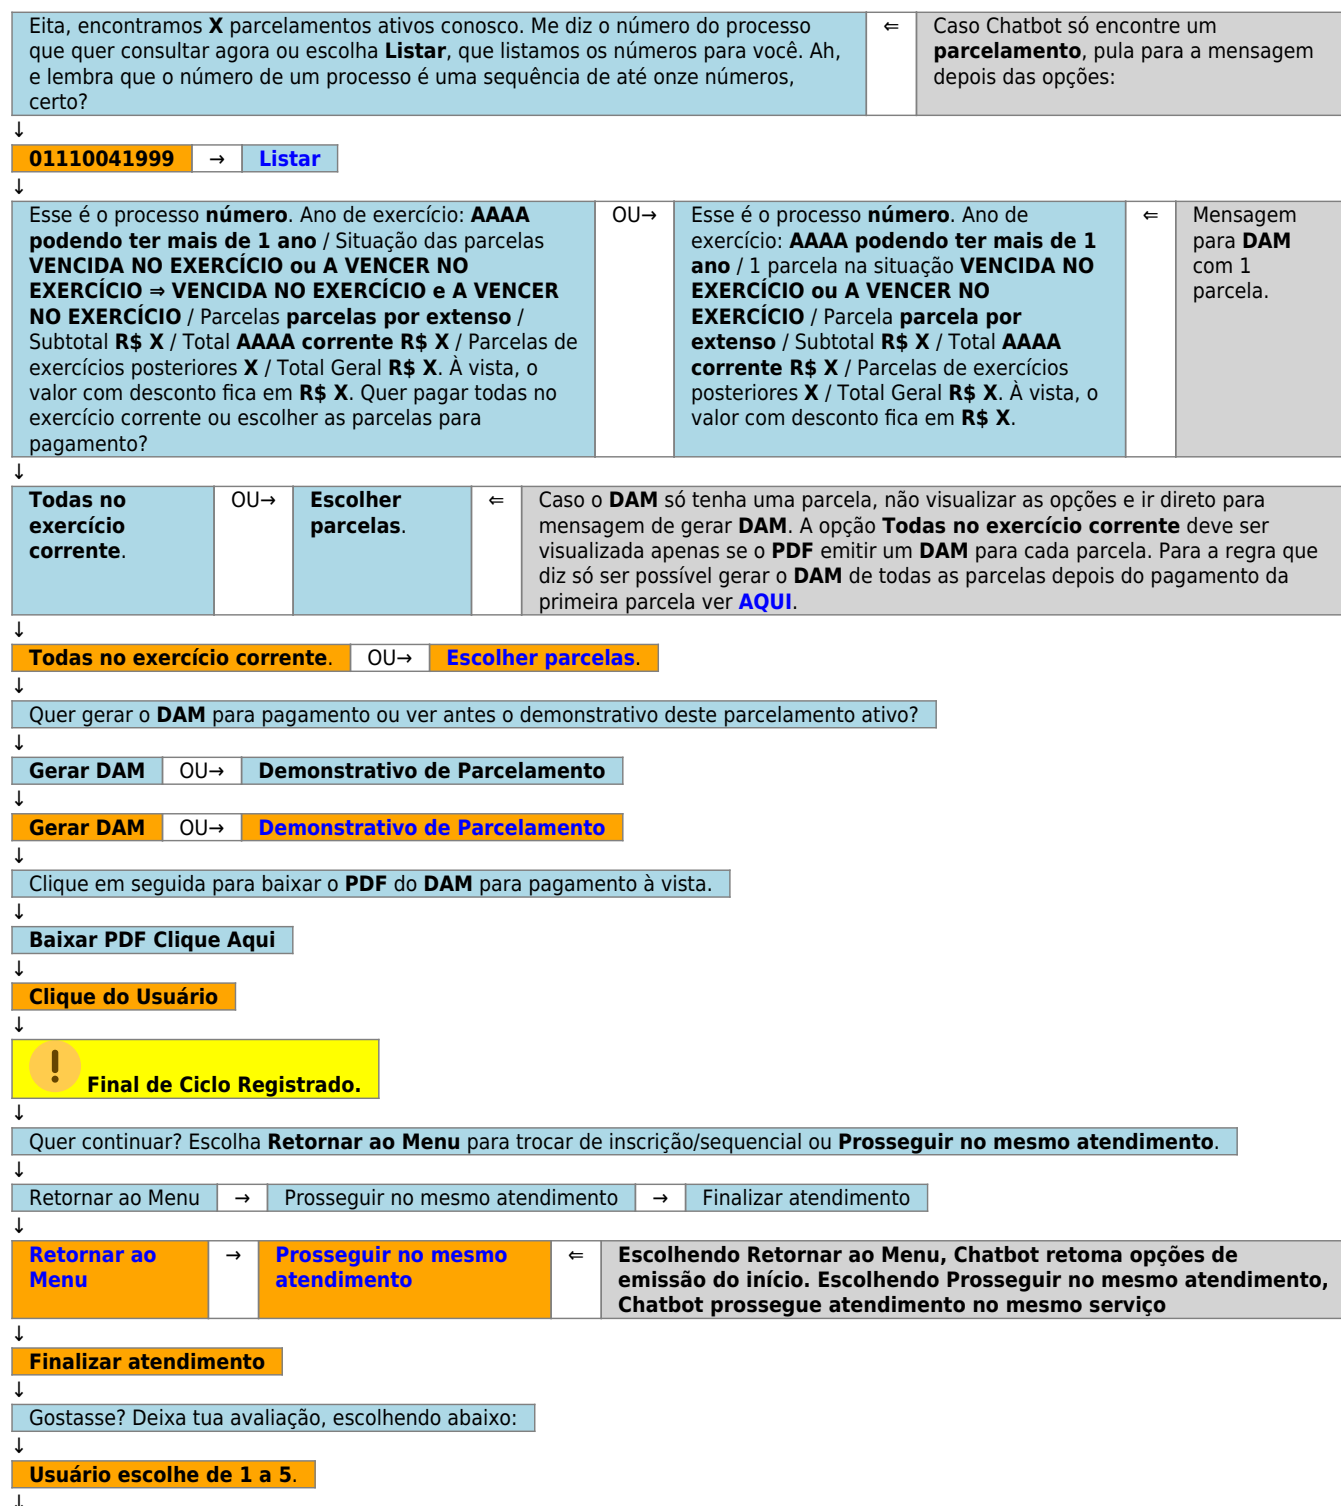 Eita, encontramos X parcelamentos ativos conosco. Me diz o número do processo
que quer consultar agora ou escolha Listar, que listamos os números para você. Ah,
e lembra que o número de um processo é uma sequência de até onze números,
certo?
⇐
Caso Chatbot só encontre um
parcelamento, pula para a mensagem
depois das opções:
↓
01110041999 → Listar
↓
Esse é o processo número. Ano de exercício: AAAA
podendo ter mais de 1 ano / Situação das parcelas
VENCIDA NO EXERCÍCIO ou A VENCER NO
EXERCÍCIO ⇒ VENCIDA NO EXERCÍCIO e A VENCER
NO EXERCÍCIO / Parcelas parcelas por extenso /
Subtotal R$ X / Total AAAA corrente R$ X / Parcelas de
exercícios posteriores X / Total Geral R$ X. À vista, o
valor com desconto fica em R$ X. Quer pagar todas no
exercício corrente ou escolher as parcelas para
pagamento?
OU→
Esse é o processo número. Ano de
exercício: AAAA podendo ter mais de 1
ano / 1 parcela na situação VENCIDA NO
EXERCÍCIO ou A VENCER NO
EXERCÍCIO / Parcela parcela por
extenso / Subtotal R$ X / Total AAAA
corrente R$ X / Parcelas de exercícios
posteriores X / Total Geral R$ X. À vista, o
valor com desconto fica em R$ X.
⇐
Mensagem
para DAM
com 1
parcela.
↓
Todas no
exercício
corrente.
OU→
Escolher
parcelas.
⇐
Caso o DAM só tenha uma parcela, não visualizar as opções e ir direto para
mensagem de gerar DAM. A opção Todas no exercício corrente deve ser
visualizada apenas se o PDF emitir um DAM para cada parcela. Para a regra que
diz só ser possível gerar o DAM de todas as parcelas depois do pagamento da
primeira parcela ver AQUI.
↓
Todas no exercício corrente. OU→ Escolher parcelas.
↓
Quer gerar o DAM para pagamento ou ver antes o demonstrativo deste parcelamento ativo?
↓
Gerar DAM OU→ Demonstrativo de Parcelamento
↓
Gerar DAM OU→ Demonstrativo de Parcelamento
↓
Clique em seguida para baixar o PDF do DAM para pagamento à vista.
↓
Baixar PDF Clique Aqui
↓
Clique do Usuário
↓
! Final de Ciclo Registrado.
↓
Quer continuar? Escolha Retornar ao Menu para trocar de inscrição/sequencial ou Prosseguir no mesmo atendimento.
↓
Retornar ao Menu → Prosseguir no mesmo atendimento → Finalizar atendimento
↓
Retornar ao
Menu
→
Prosseguir no mesmo
atendimento
⇐
Escolhendo Retornar ao Menu, Chatbot retoma opções de
emissão do início. Escolhendo Prosseguir no mesmo atendimento,
Chatbot prossegue atendimento no mesmo serviço
↓
Finalizar atendimento
↓
Gostasse? Deixa tua avaliação, escolhendo abaixo:
↓
Usuário escolhe de 1 a 5.
↓